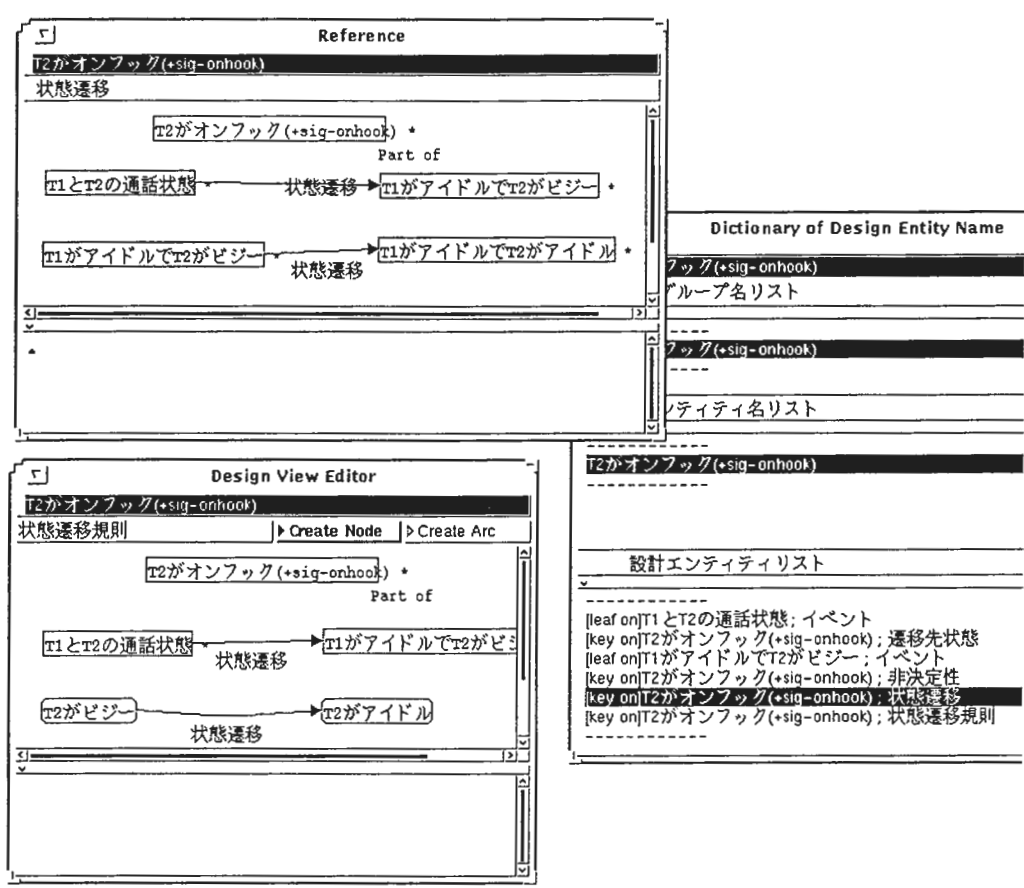 Reference
T2がオンフック(+sig-onhook)
状態遷移
T2がオンフック(+sig-onhook) *
Part of
T1とT2の通話状態 * 状態遷移 T1がアイドルでT2がビジー *
T1がアイドルでT2がビジー * 状態遷移 T1がアイドルでT2がアイドル *
Dictionary of Design Entity Name
フック(+sig-onhook)
グループ名リスト
-----
フック(+sig-onhook)
-----
ンティティ名リスト
-------------
T2がオンフック(+sig-onhook)
-------------
設計エンティティリスト
-------------
[leaf on]T1とT2の通話状態 ; イベント
[key on]T2がオンフック(+sig-onhook) ; 遷移先状態
[leaf on]T1がアイドルでT2がビジー ; イベント
[key on]T2がオンフック(+sig-onhook) ; 非決定性
[key on]T2がオンフック(+sig-onhook) ; 状態遷移
[key on]T2がオンフック(+sig-onhook) ; 状態遷移規則
-------------
Design View Editor
T2がオンフック(+sig-onhook)
状態遷移規則 Create Node Create Arc
T2がオンフック(+sig-onhook) *
Part of
T1とT2の通話状態 状態遷移 T1がアイドルでT2がビジ
T2がビジー 状態遷移 T2がアイドル